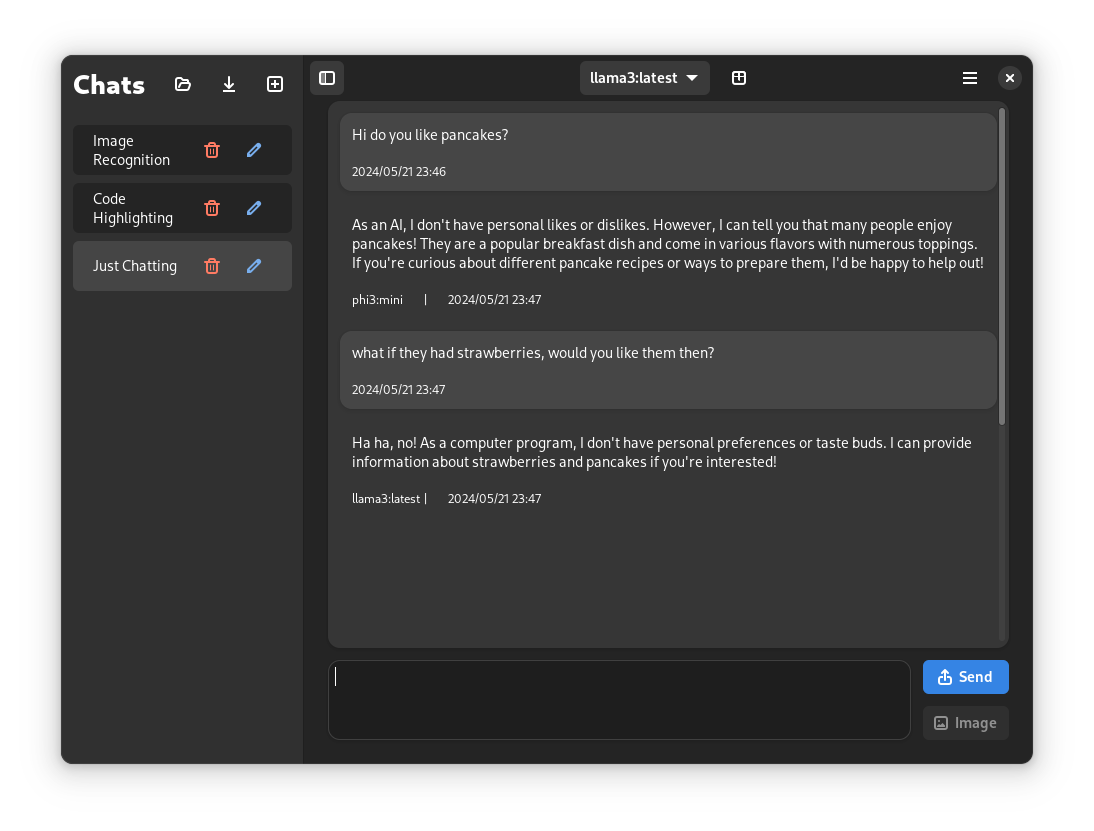 Chats
Image
Recognition
Code
Highlighting
Just Chatting
llama3:latest
Hi do you like pancakes?
2024/05/21 23:46
As an AI, I don't have personal likes or dislikes. However, I can tell you that many people enjoy
pancakes! They are a popular breakfast dish and come in various flavors with numerous toppings.
If you're curious about different pancake recipes or ways to prepare them, I'd be happy to help out!
phi3:mini | 2024/05/21 23:47
what if they had strawberries, would you like them then?
2024/05/21 23:47
Ha ha, no! As a computer program, I don't have personal preferences or taste buds. I can provide
information about strawberries and pancakes if you're interested!
llama3:latest | 2024/05/21 23:47
Send
Image